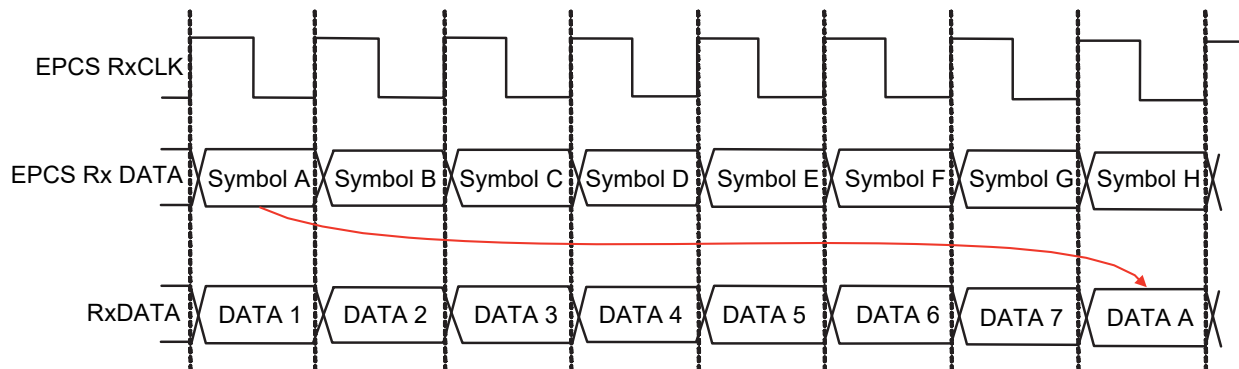 EPCS RxCLK
EPCS Rx DATA Symbol A Symbol B Symbol C Symbol D Symbol E Symbol F Symbol G Symbol H
RxDATA DATA 1 DATA 2 DATA 3 DATA 4 DATA 5 DATA 6 DATA 7 DATA A